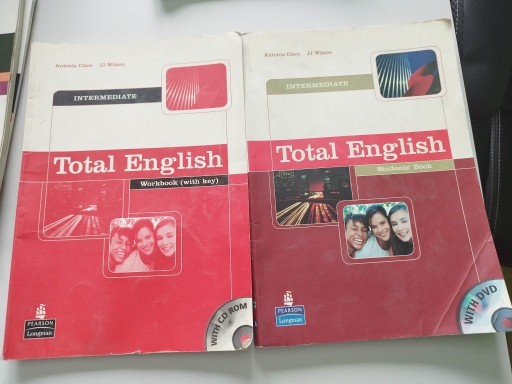 Antonia Clare JJ Wilson
INTERMEDIATE
Total English
Workbook (with key)
PEARSON
Longman
WITH CD ROM
Antonia Clare JJ Wilson
INTERMEDIATE
Total English
Students' Book
PEARSON
Longman
WITH DVD